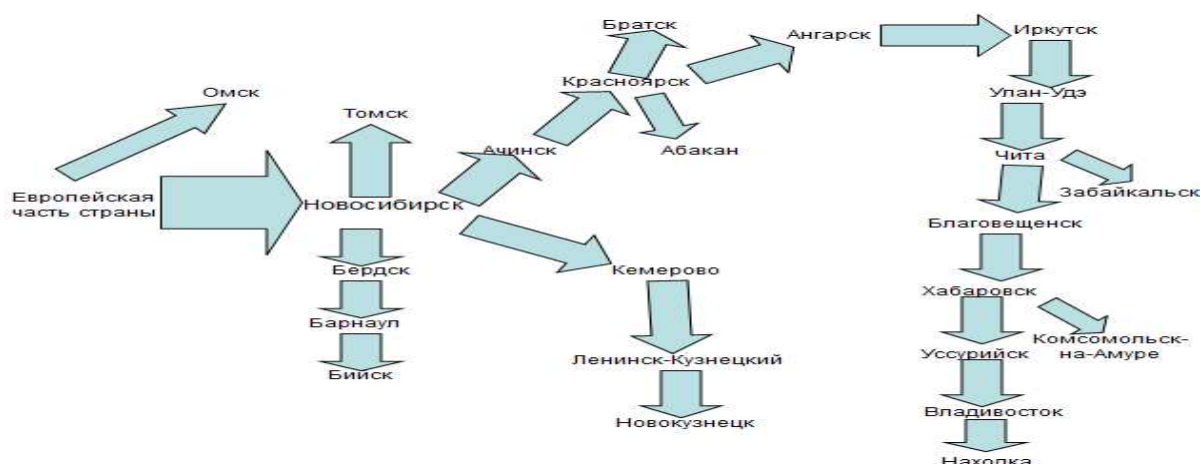 Братск
Ангарск
Иркутск
Красноярск
Омск
Улан-Удэ
Томск
Ачинск
Абакан
Чита
Европейская
часть страны
Новосибирск
Забайкальск
Благовещенск
Бердск
Кемерово
Хабаровск
Барнаул
Комсомольск-
на-Амуре
Ленинск-Кузнецкий
Уссурийск
Бийск
Владивосток
Новокузнецк
Находка